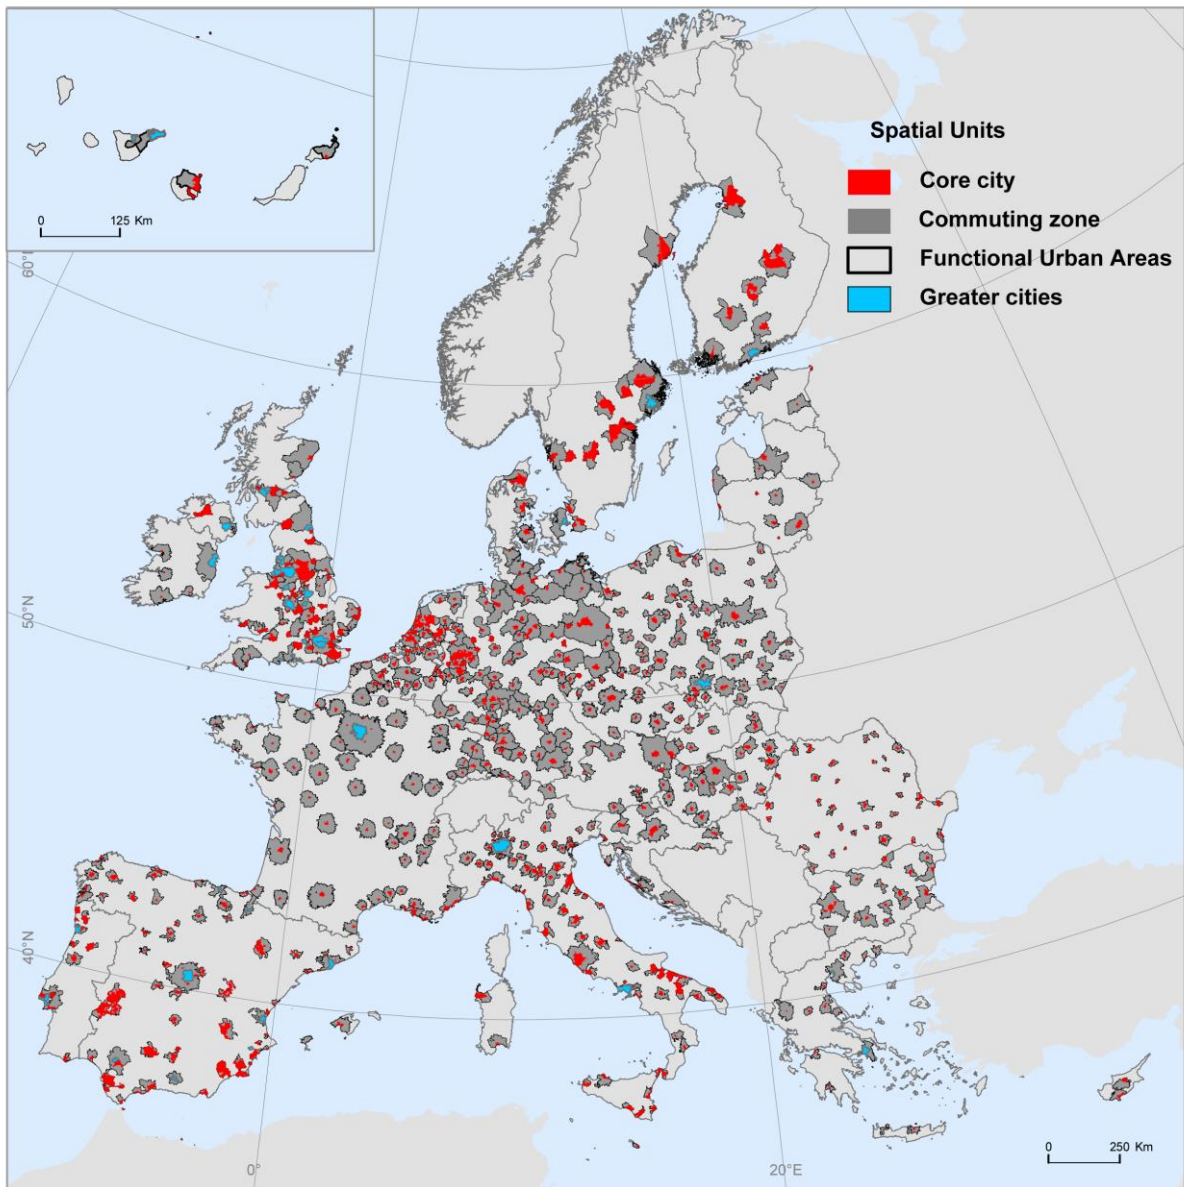 0 125 Km
Spatial Units
Core city
Commuting zone
Functional Urban Areas
Greater cities
60°N
50°N
40°N
0°
20°E
0 250 Km